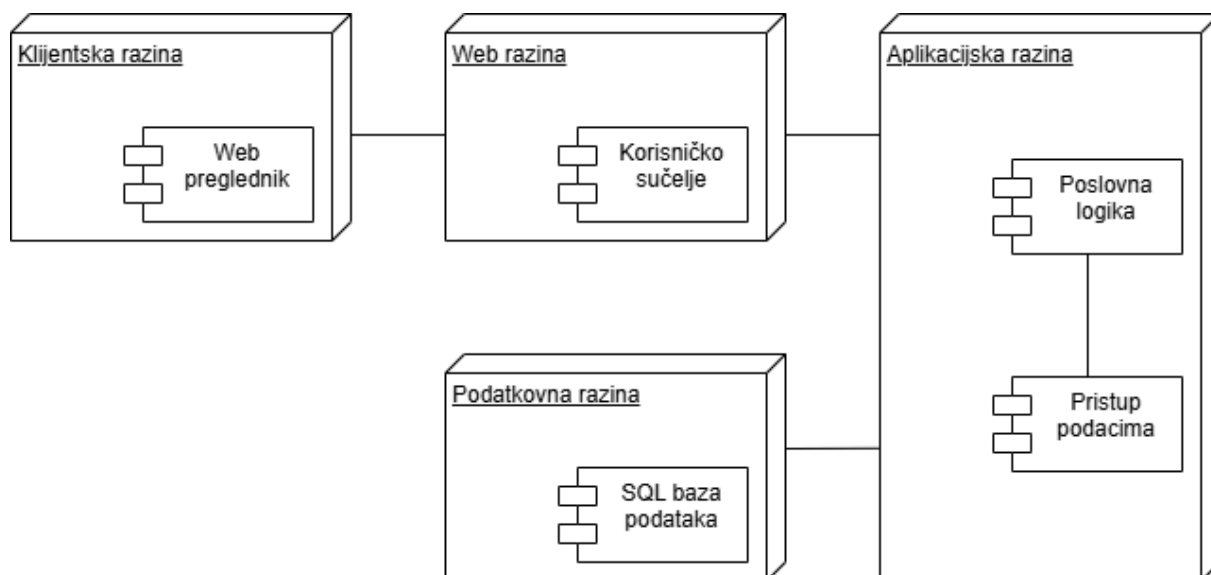 Klijentska razina
Web
preglednik
Web razina
Korisničko
sučelje
Aplikacijska razina
Poslovna
logika
Pristup
podacima
Podatkovna razina
SQL baza
podataka